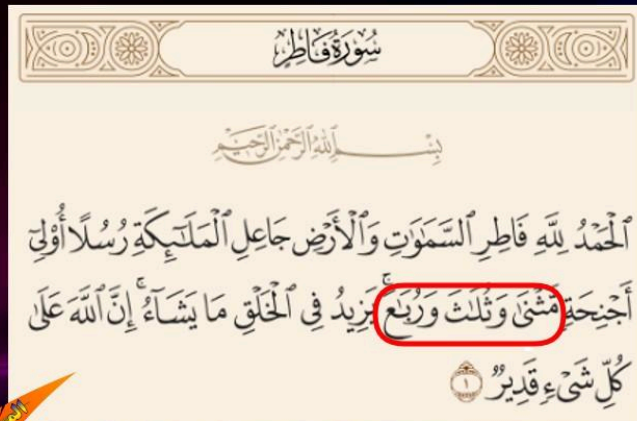 سُورَةُ فَاطِرٍ
بِسْمِ ٱللَّهِ ٱلرَّحْمَٰنِ ٱلرَّحِيمِ
ٱلْحَمْدُ لِلَّهِ فَاطِرِ ٱلسَّمَٰوَٰتِ وَٱلْأَرْضِ جَاعِلِ ٱلْمَلَٰٓئِكَةِ رُسُلًا أُو۟لِىٓ
أَجْنِحَةٍ مَّثْنَىٰ وَثُلَٰثَ وَرُبَٰعَ ۚ يَزِيدُ فِى ٱلْخَلْقِ مَا يَشَآءُ ۚ إِنَّ ٱللَّهَ عَلَىٰ
كُلِّ شَىْءٍ قَدِيرٌ ١